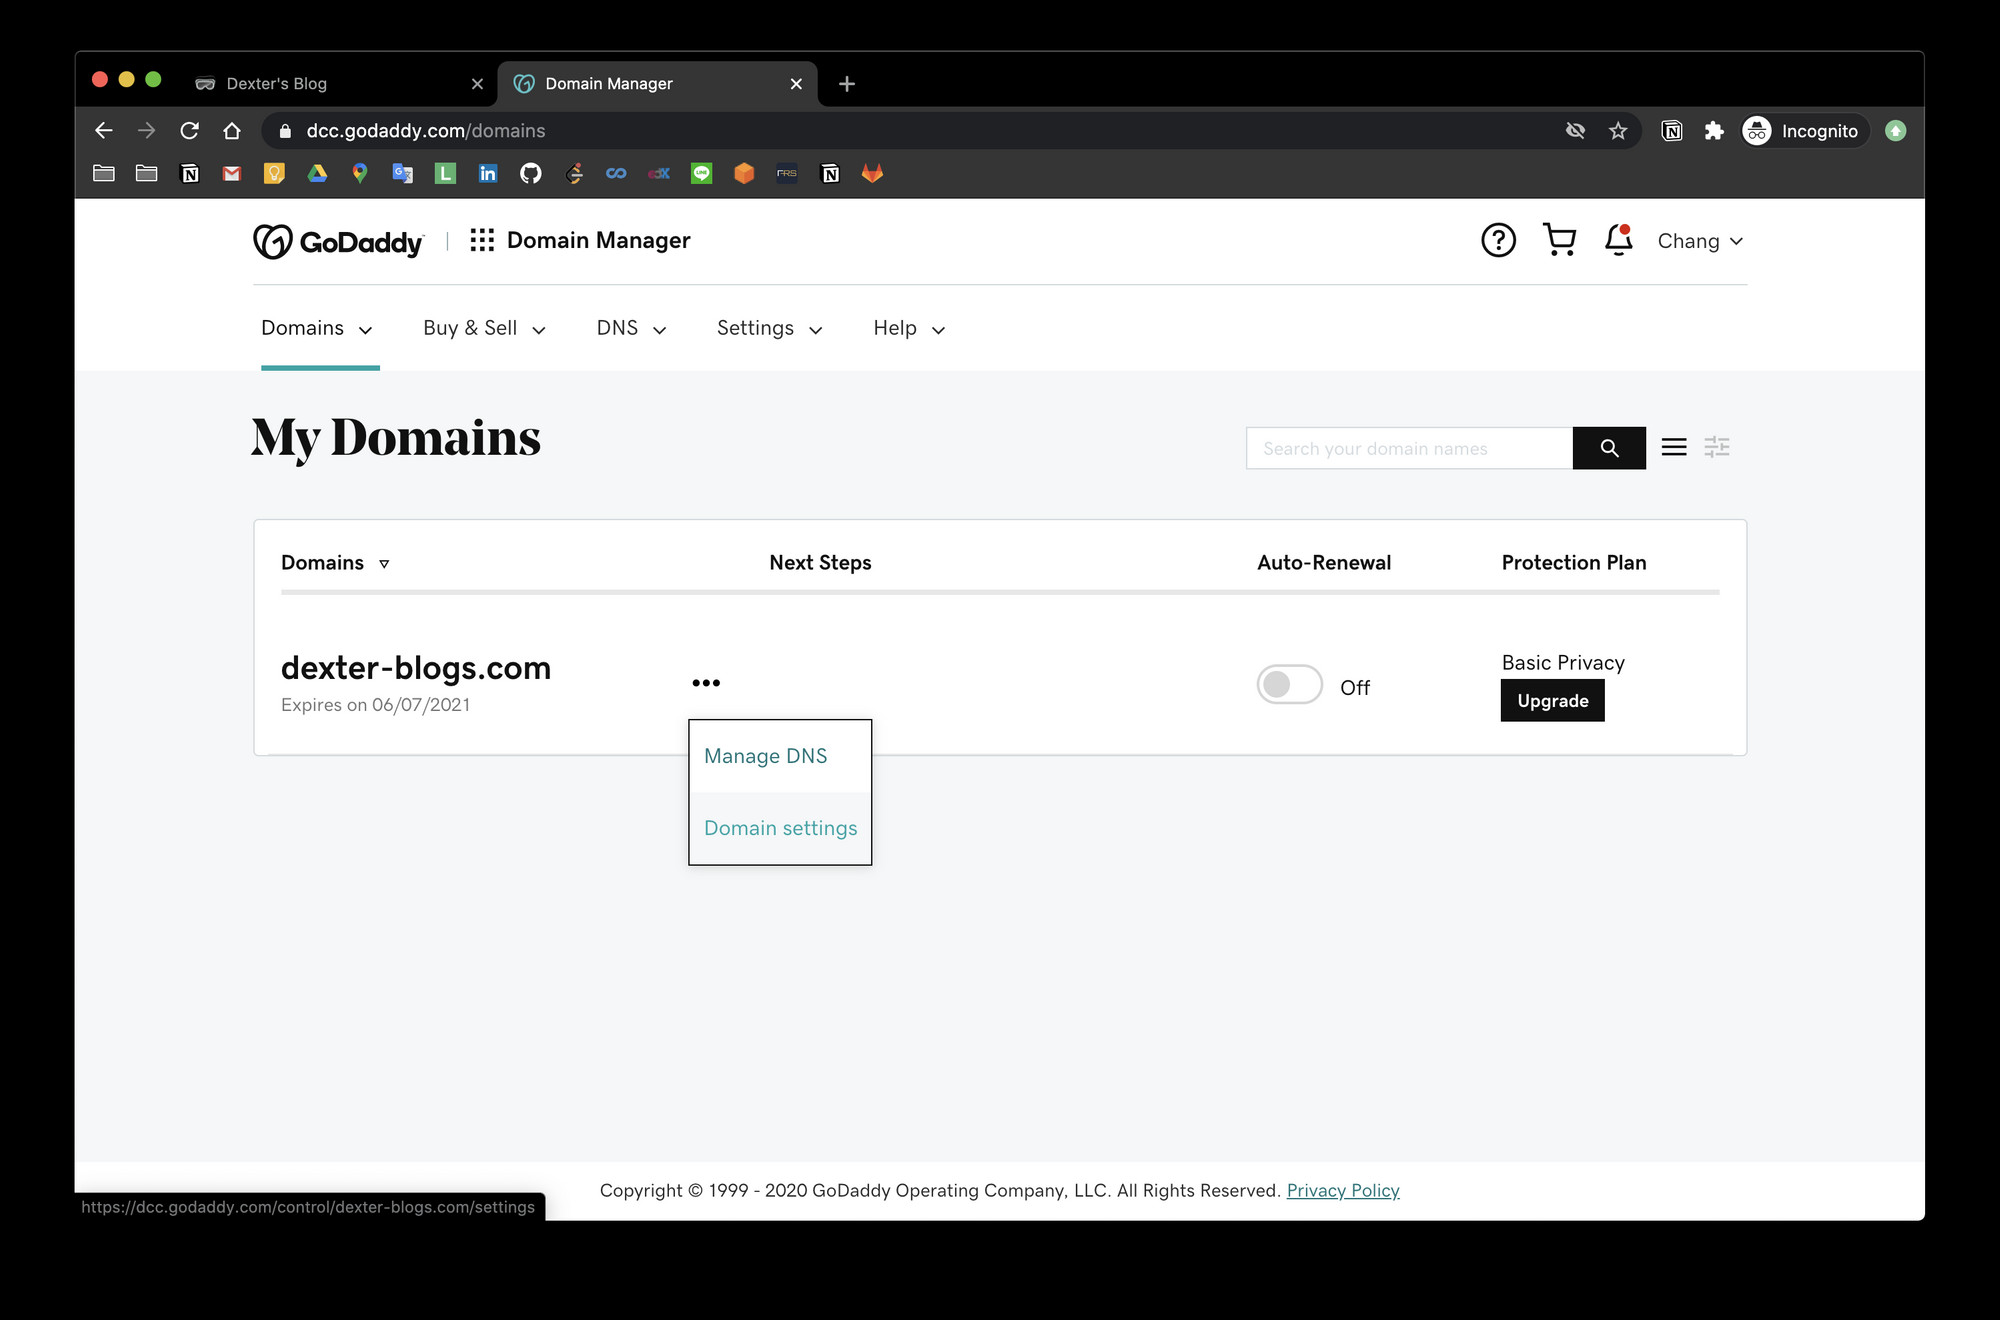 Dexter's Blog
Domain Manager
dcc.godaddy.com/domains
Incognito
GoDaddy
Domain Manager
Chang
Domains
Buy & Sell
DNS
Settings
Help
My Domains
Search your domain names
Domains
Next Steps
Auto-Renewal
Protection Plan
dexter-blogs.com
Expires on 06/07/2021
Off
Basic Privacy
Upgrade
Manage DNS
Domain settings
Copyright © 1999 - 2020 GoDaddy Operating Company, LLC. All Rights Reserved. Privacy Policy
https://dcc.godaddy.com/control/dexter-blogs.com/settings